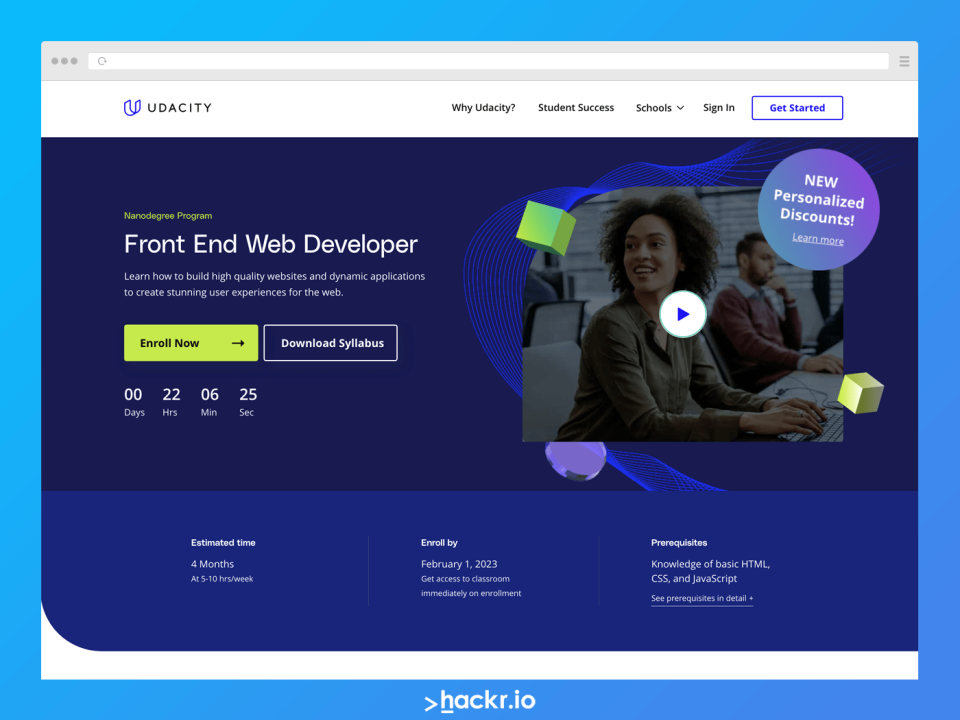 UDACITY
Why Udacity?
Student Success
Schools
Sign In
Get Started
NEW
Personalized
Discounts!
Learn more
Nanodegree Program
Front End Web Developer
Learn how to build high quality websites and dynamic applications
to create stunning user experiences for the web.
Enroll Now
Download Syllabus
00 22 06 25
Days Hrs Min Sec
Estimated time
4 Months
At 5-10 hrs/week
Enroll by
February 1, 2023
Get access to classroom
immediately on enrollment
Prerequisites
Knowledge of basic HTML,
CSS, and JavaScript
See prerequisites in detail +
>hackr.io